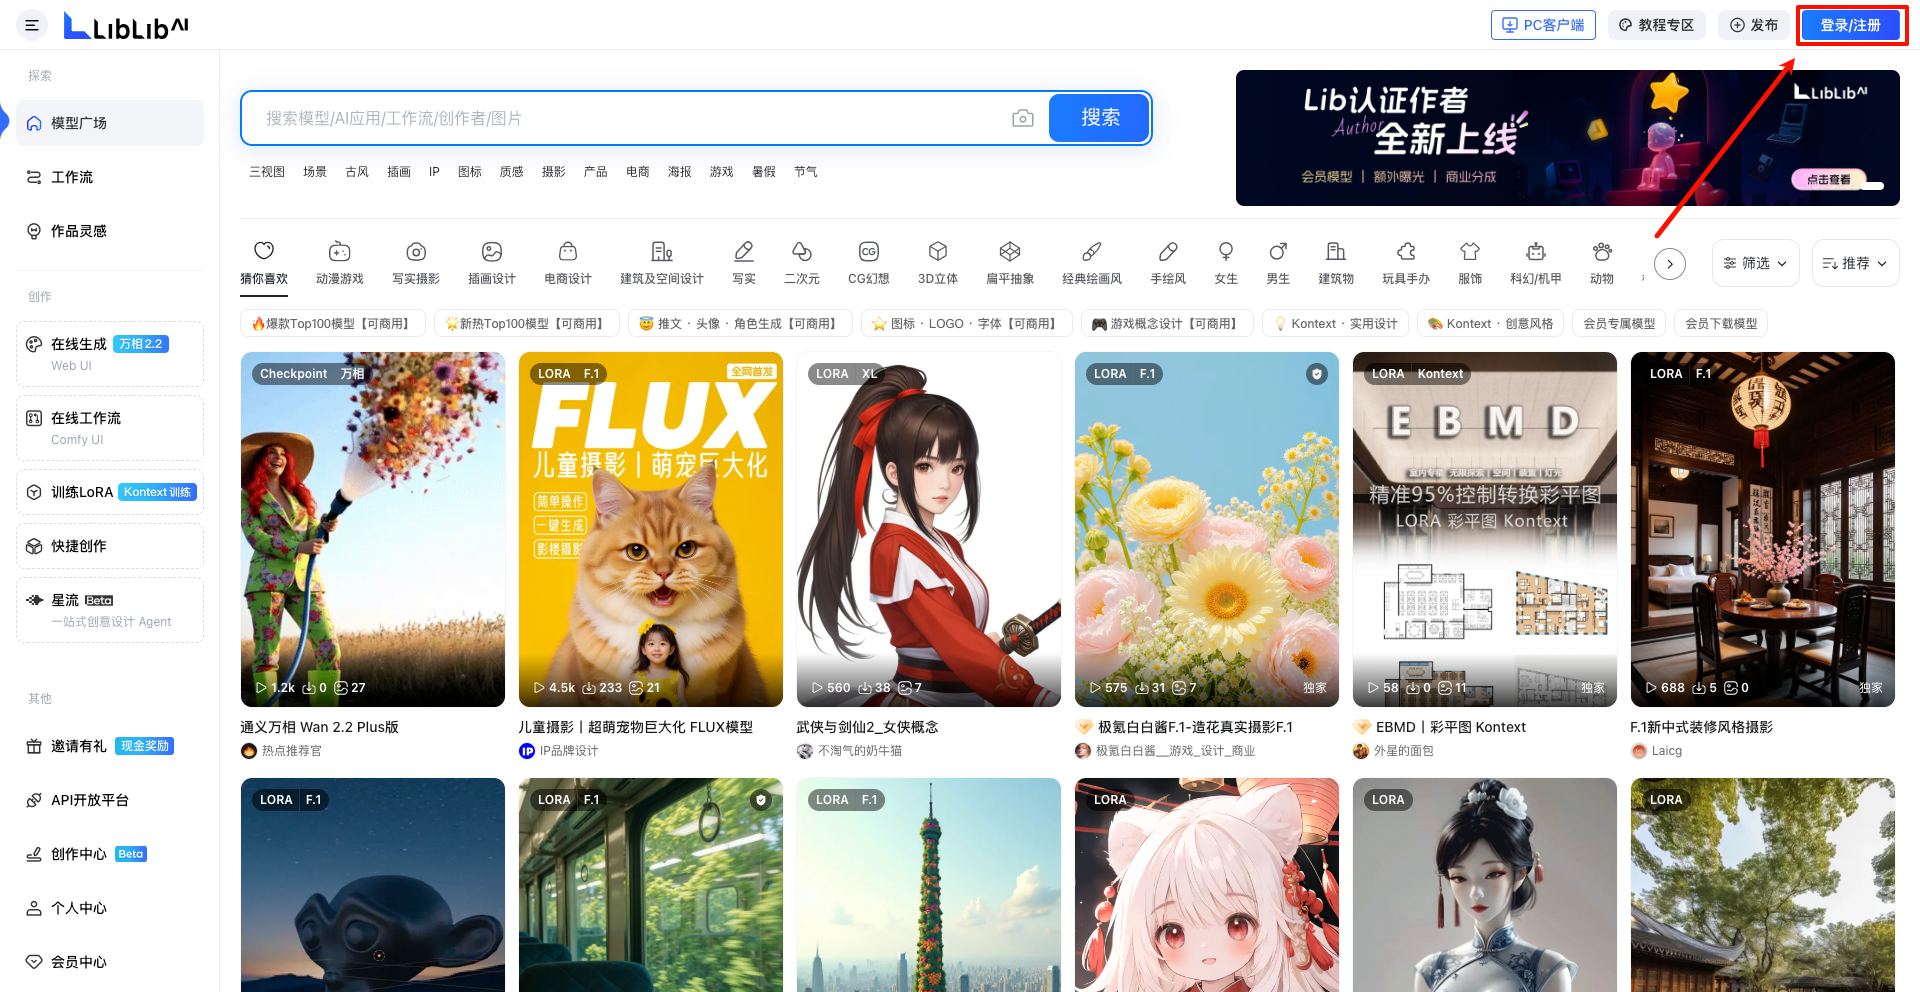 LIBLIBAI
PC客户端
教程专区
发布
登录/注册
探索
模型广场
工作流
作品灵感
创作
在线生成 万相2.2
Web UI
在线工作流
Comfy UI
训练LoRA Kontext 训练
快捷创作
星流 Beta
一站式创意设计 Agent
其他
邀请有礼 现金奖励
API开放平台
创作中心 Beta
个人中心
会员中心
搜索模型/AI应用/工作流/创作者/图片
搜索
三视图 场景 古风 插画 IP 图标 质感 摄影 产品 电商 海报 游戏 暑假 节气
Lib认证作者
Author
全新上线
会员模型 | 额外曝光 | 商业分成
LIBLIBAI
点击查看
猜你喜欢 动漫游戏 写实摄影 插画设计 电商设计 建筑及空间设计 写实 二次元 CG幻想 3D立体 扁平抽象 经典绘画风 手绘风 女生 男生 建筑物 玩具手办 服饰 科幻/机甲 动物
筛选
推荐
🔥爆款Top100模型【可商用】
🌟新热Top100模型【可商用】
😇 推文 · 头像 · 角色生成【可商用】
⭐ 图标 · LOGO · 字体【可商用】
🎮 游戏概念设计【可商用】
💡 Kontext · 实用设计
🎨 Kontext · 创意风格
会员专属模型
会员下载模型
Checkpoint 万相
1.2k 0 27
通义万相 Wan 2.2 Plus版
热点推荐官
LORA F.1
全网首发
FLUX
儿童摄影丨萌宠巨大化
简单操作
一键生成
影楼摄影
4.5k 233 21
儿童摄影丨超萌宠物巨大化 FLUX模型
IP品牌设计
LORA XL
560 38 7
武侠与剑仙2_女侠概念
不淘气的奶牛猫
LORA F.1
575 31 7 独家
极氪白白酱F.1-造花真实摄影F.1
极氪白白酱__游戏_设计_商业
LORA Kontext
EBMD
室内专精 | 无限探索 | 空间 | 装置 | 灯光
精准95%控制转换彩平图
LORA 彩平图 Kontext
58 0 11 独家
EBMD丨彩平图 Kontext
外星的面包
LORA F.1
688 5 0 独家
F.1新中式装修风格摄影
Laicg
LORA F.1
LORA F.1
LORA F.1
LORA
LORA
LORA